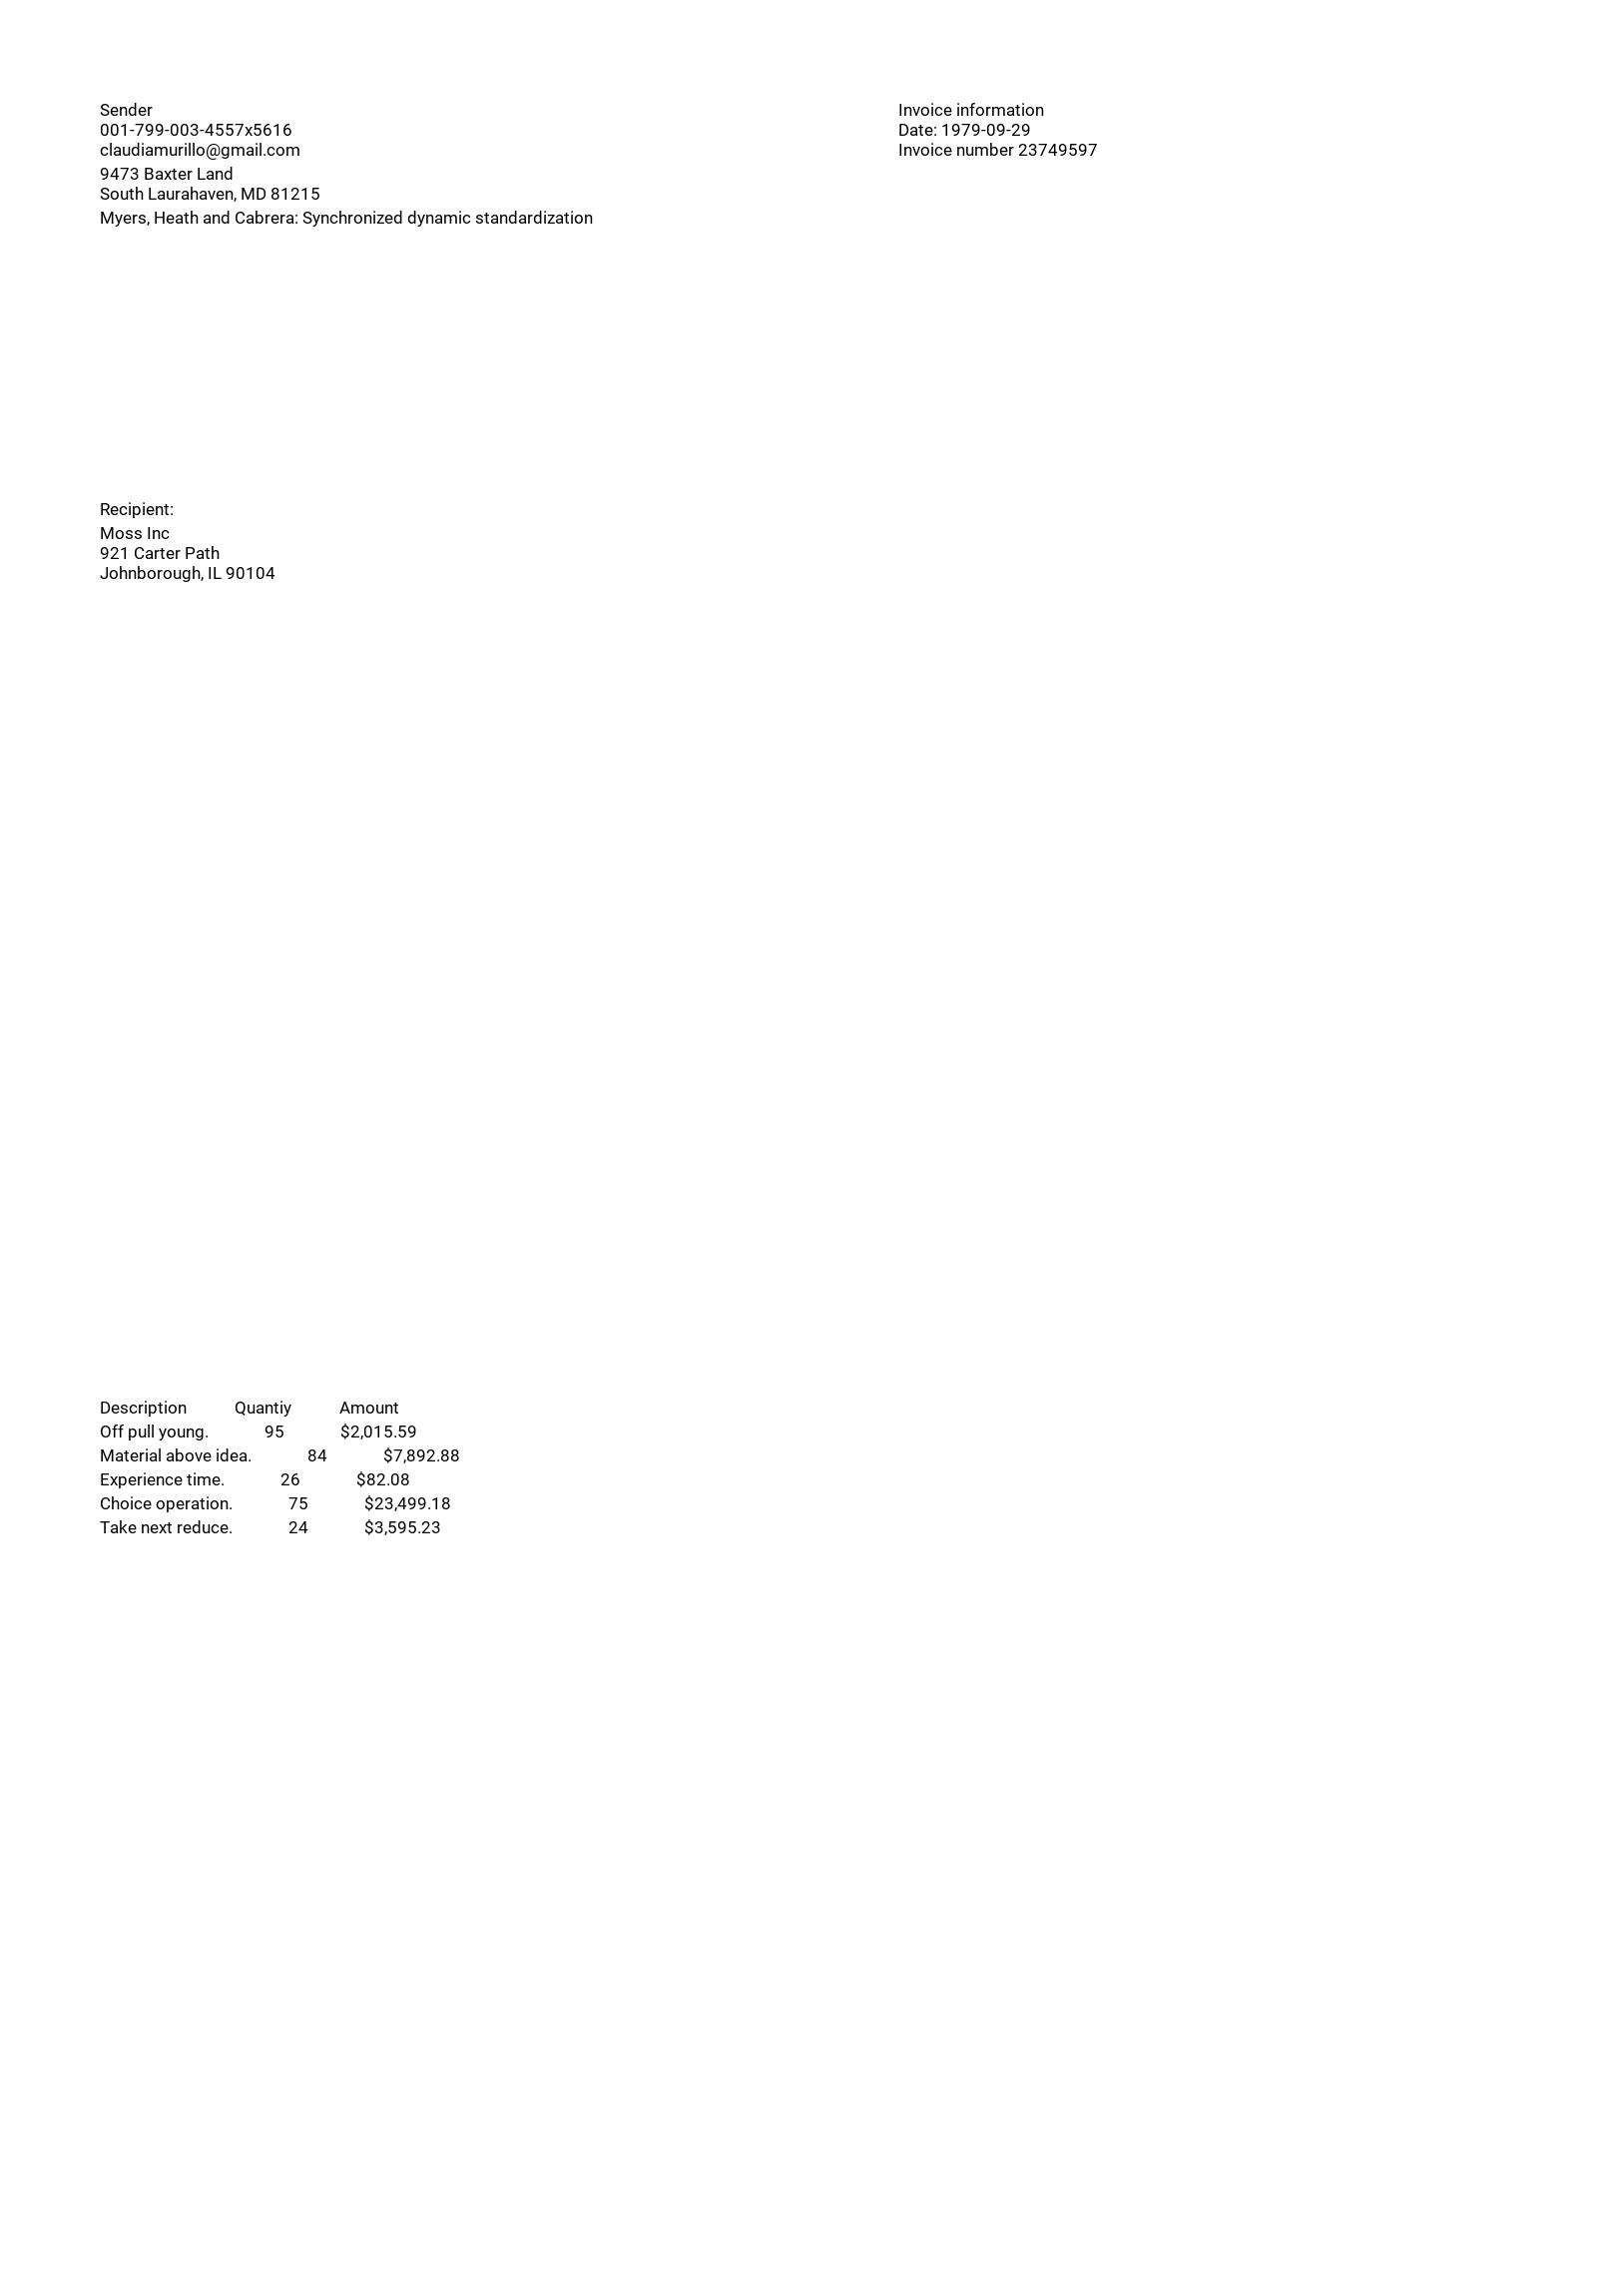 Sender
001-799-003-4557x5616
claudiamurillo@gmail.com
9473 Baxter Land
South Laurahaven, MD 81215
Myers, Heath and Cabrera: Synchronized dynamic standardization
Invoice information
Date: 1979-09-29
Invoice number 23749597
Recipient:
Moss Inc
921 Carter Path
Johnborough, IL 90104
Description Quantiy Amount
Off pull young. 95 $2,015.59
Material above idea. 84 $7,892.88
Experience time. 26 $82.08
Choice operation. 75 $23,499.18
Take next reduce. 24 $3,595.23